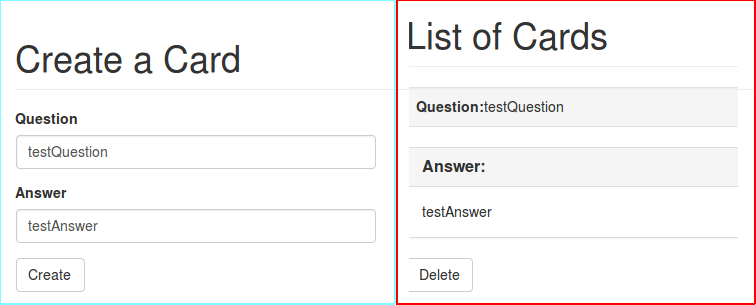 Create a Card
Question
testQuestion
Answer
testAnswer
Create
List of Cards
Question:testQuestion
Answer:
testAnswer
Delete